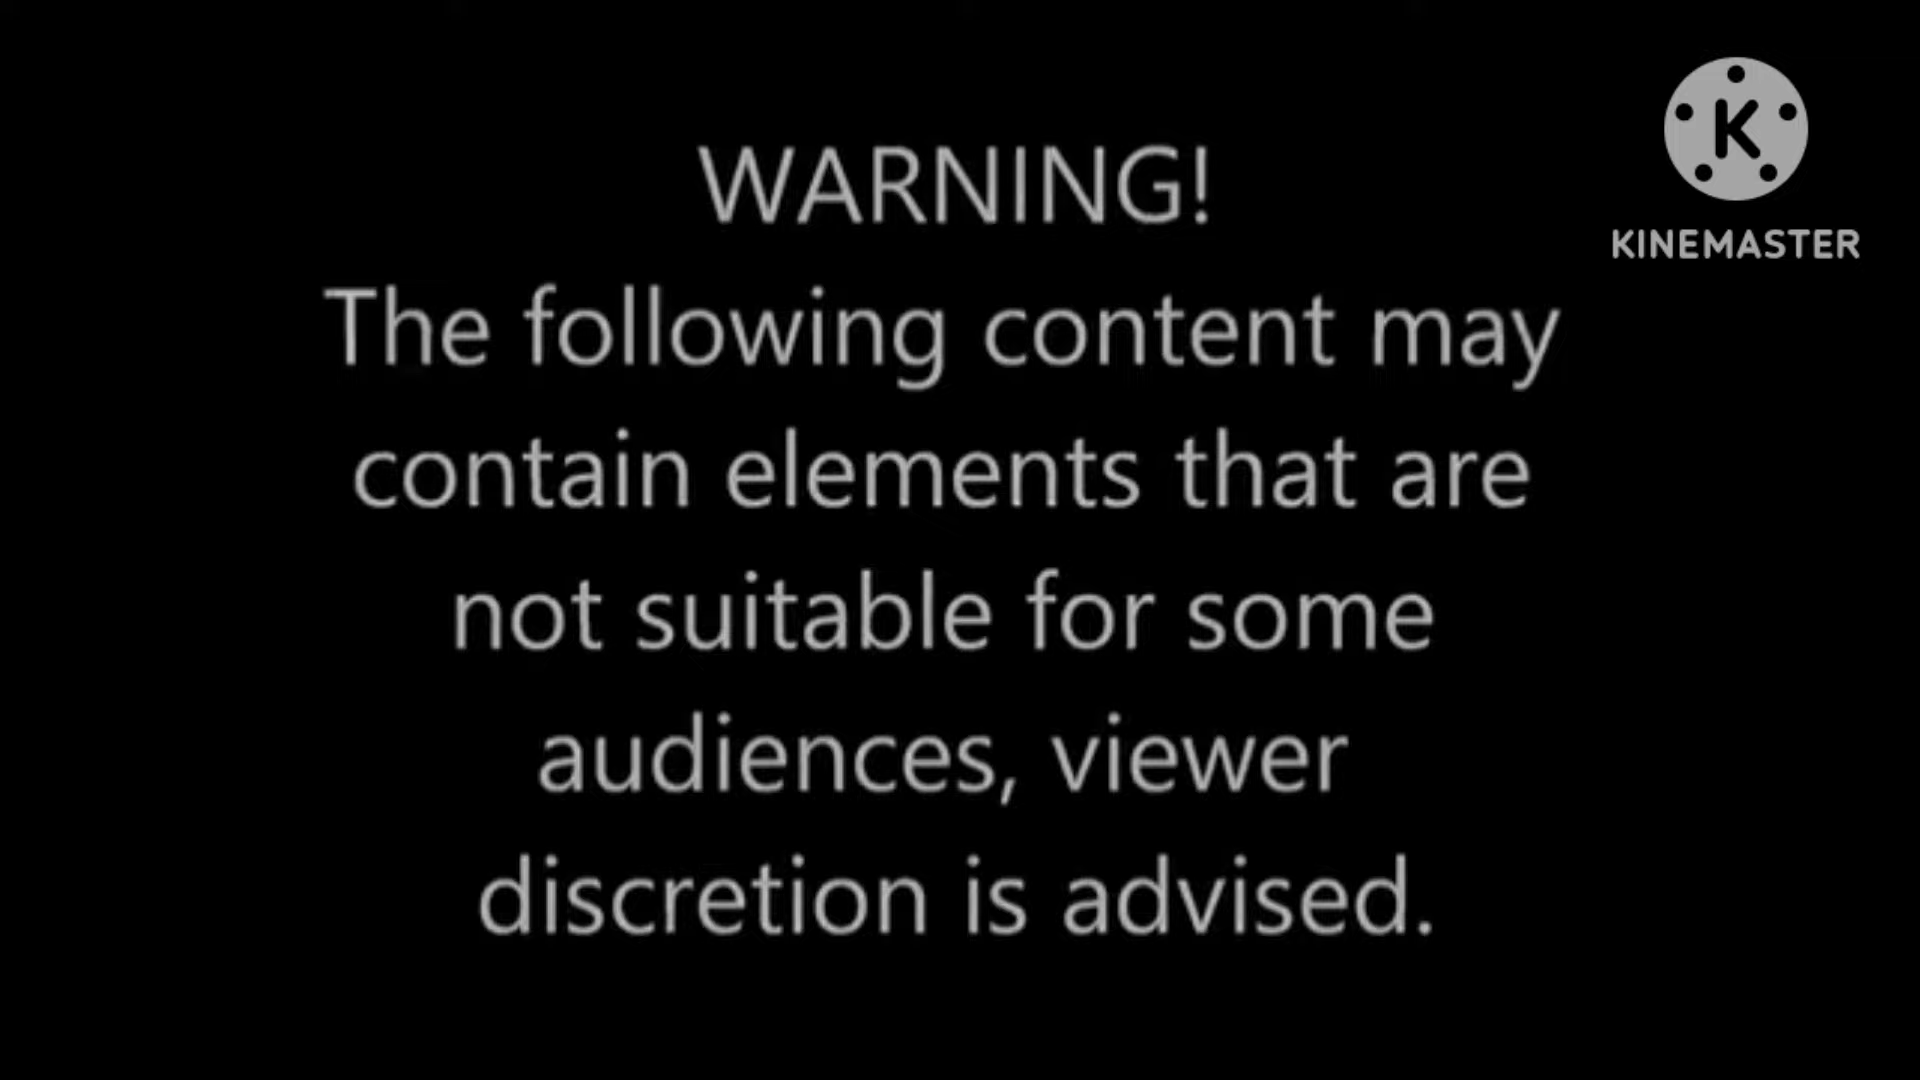 WARNING!
The following content may
contain elements that are
not suitable for some
audiences, viewer
discretion is advised.
K
KINEMASTER